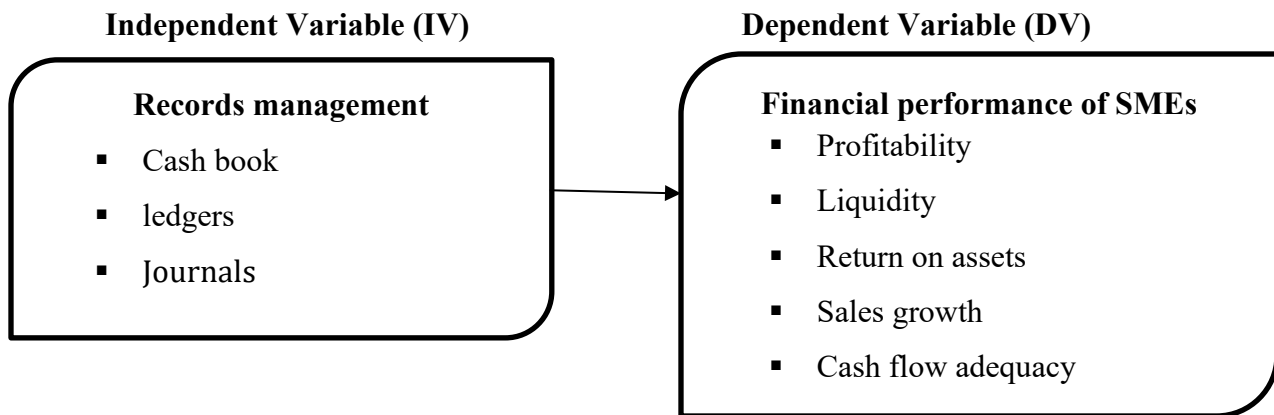 Independent Variable (IV)
Dependent Variable (DV)
Records management
▪ Cash book
▪ ledgers
▪ Journals
Financial performance of SMEs
▪ Profitability
▪ Liquidity
▪ Return on assets
▪ Sales growth
▪ Cash flow adequacy